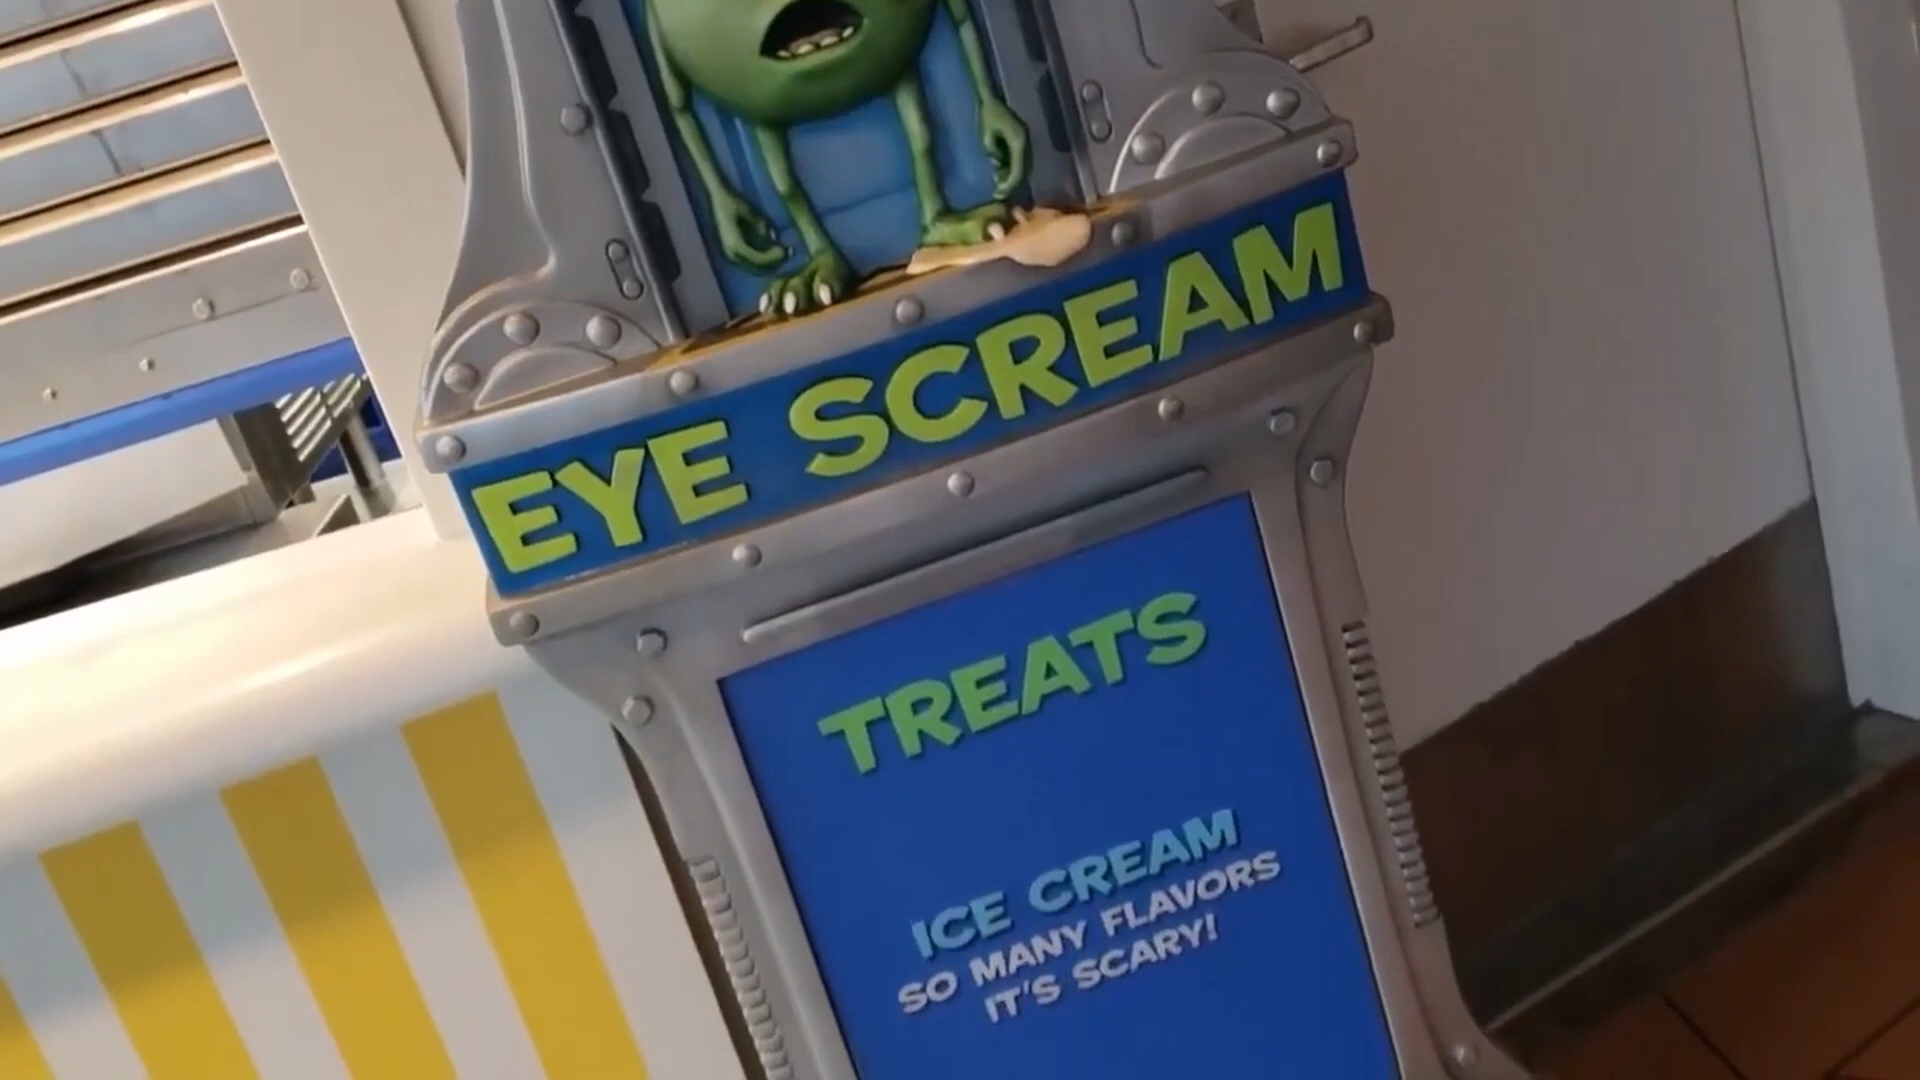 EYE SCREAM
TREATS
ICE CREAM
SO MANY FLAVORS
IT'S SCARY!